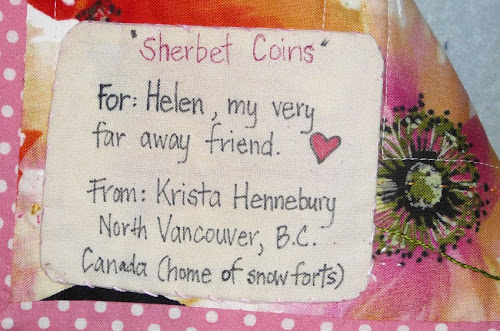 "Sherbet Coins"
For: Helen, my very
far away friend.
From: Krista Hennebury
North Vancouver, B.C.
Canada (home of snow forts)